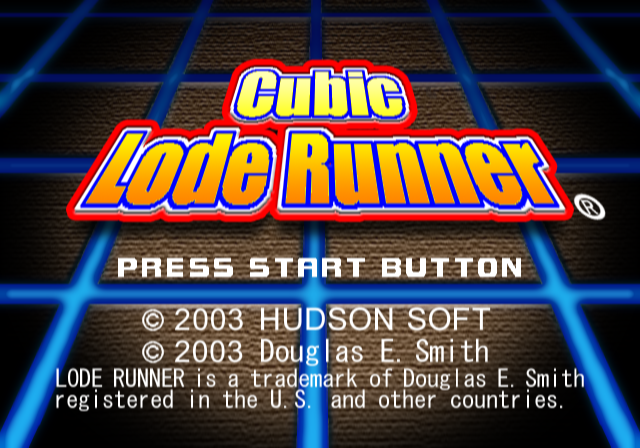 Cubic
Lode Runner®
PRESS START BUTTON
© 2003 HUDSON SOFT
© 2003 Douglas E. Smith
LODE RUNNER is a trademark of Douglas E. Smith
registered in the U.S. and other countries.